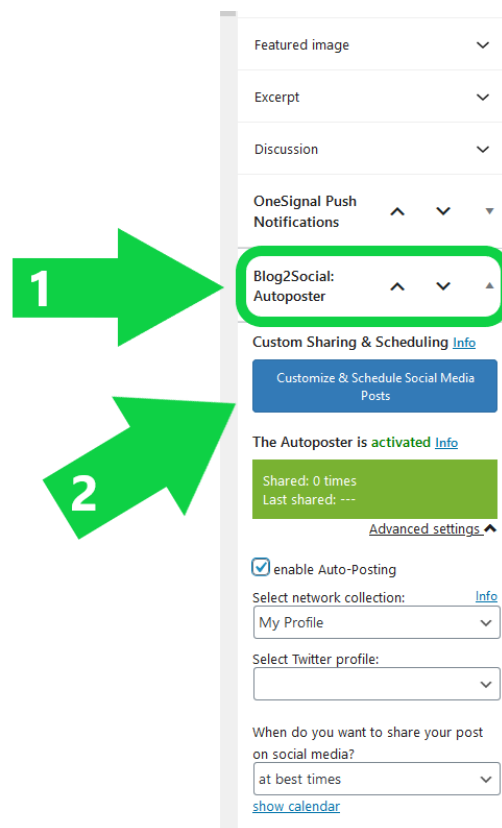 Featured image
Excerpt
Discussion
OneSignal Push
Notifications
1
Blog2Social:
Autoposter
Custom Sharing & Scheduling Info
Customize & Schedule Social Media
Posts
2
The Autoposter is activated Info
Shared: 0 times
Last shared: ---
Advanced settings
enable Auto-Posting
Select network collection: Info
My Profile
Select Twitter profile:
When do you want to share your post
on social media?
at best times
show calendar